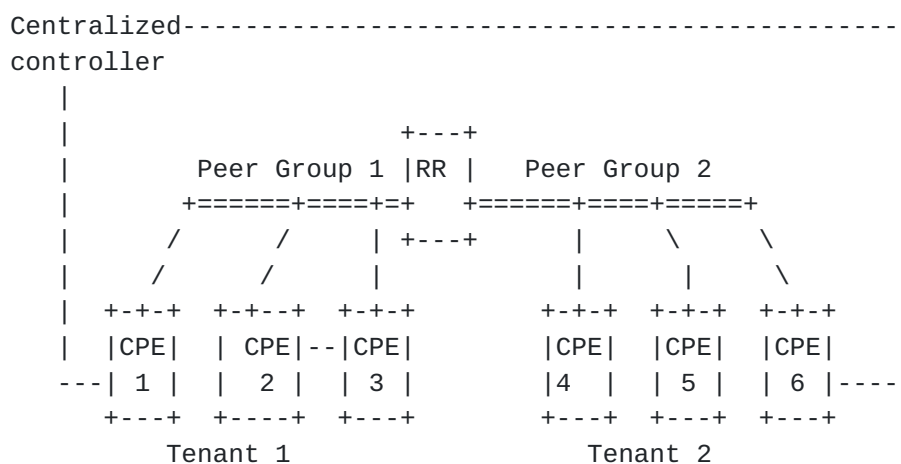 Centralized
controller
Peer Group 1 |RR | Peer Group 2
|CPE| | CPE|--|CPE| |CPE| |CPE| |CPE|
---| 1 | | 2 | | 3 | |4 | | 5 | | 6 |----
Tenant 1 Tenant 2